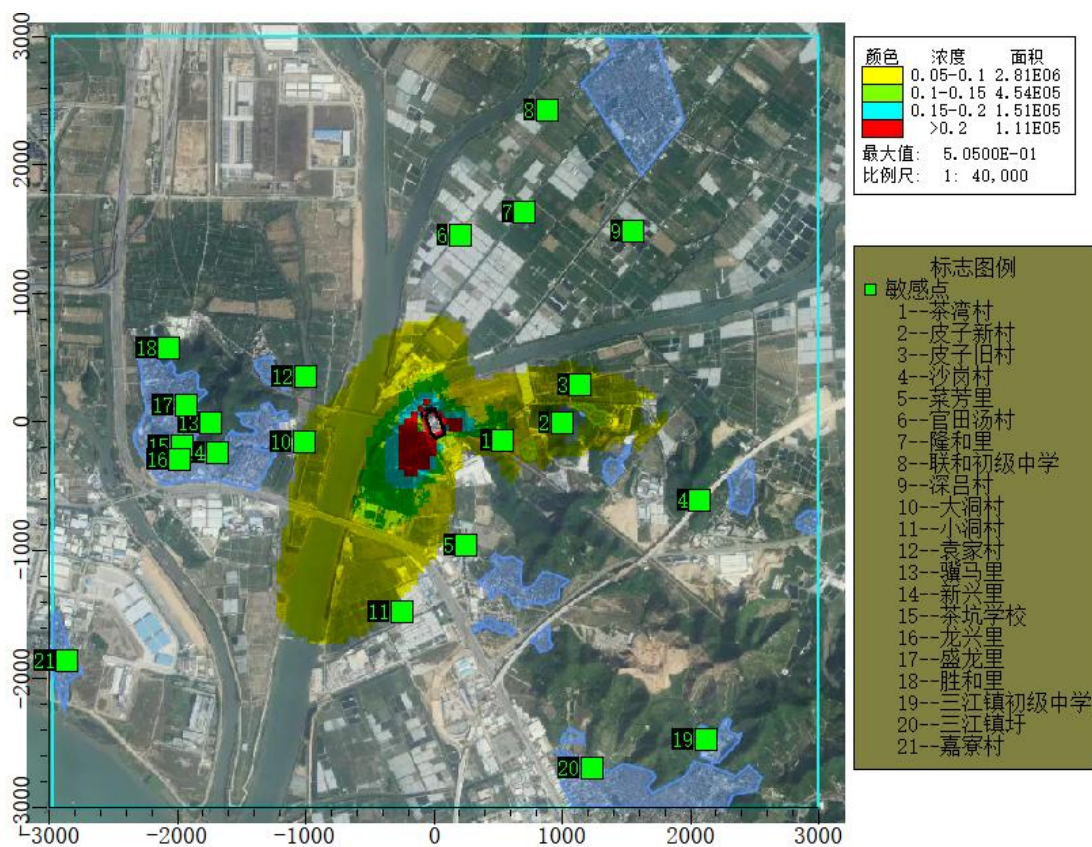 颜色 浓度 面积
0.05-0.1 2.81E06
0.1-0.15 4.54E05
0.15-0.2 1.51E05
>0.2 1.11E05
最大值: 5.0500E-01
比例尺: 1: 40,000
标志图例
敏感点
1--茶湾村
2--皮子新村
3--皮子旧村
4--沙岗村
5--菜芳里
6--官田汤村
7--隆和里
8--联和初级中学
9--深吕村
10--大洞村
11--小洞村
12--袁家村
13--骥马里
14--新兴里
15--茶坑学校
16--龙兴里
17--盛龙里
18--胜和里
19--三江镇初级中学
20--三江镇圩
21--嘉寮村
3000
2000
1000
0
-1000
-2000
-3000
-3000 -2000 -1000 0 1000 2000 3000
8
7
6
9
18
12
3
17
13
2
10
1
15
14
16
4
5
11
21
19
20